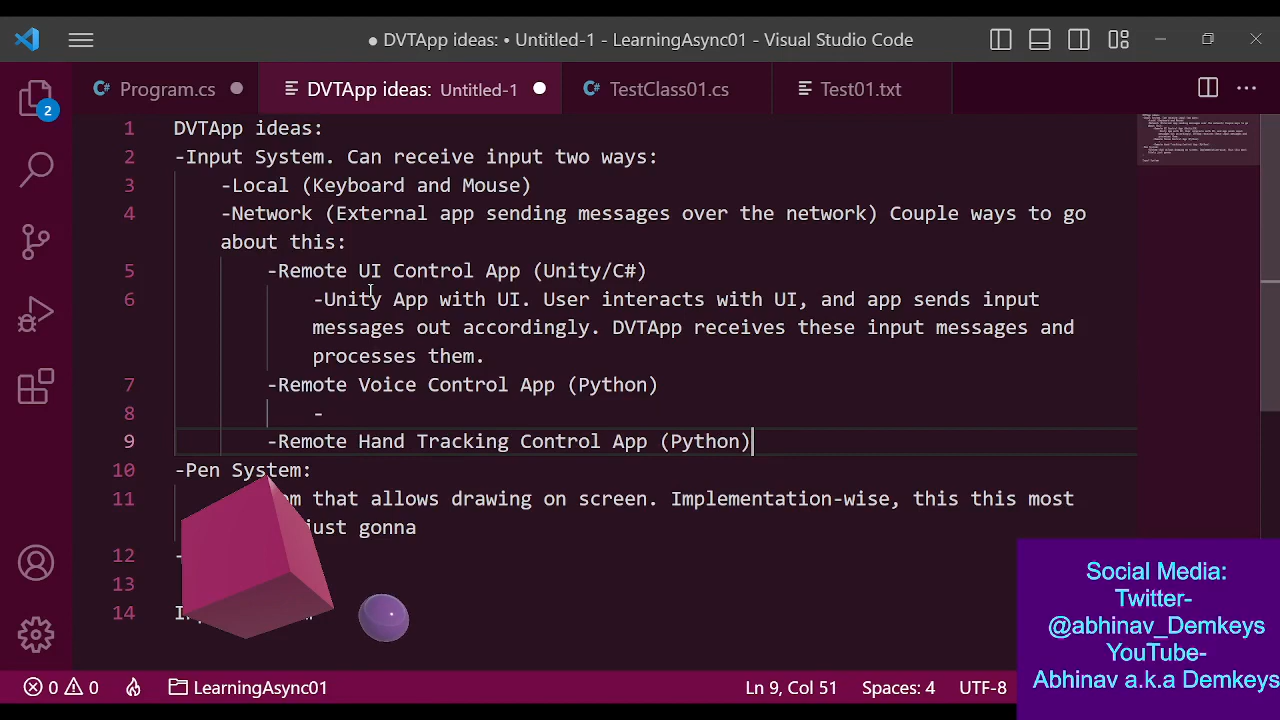 ● DVTApp ideas: • Untitled-1 - LearningAsync01 - Visual Studio Code
Program.cs
DVTApp ideas: Untitled-1
TestClass01.cs
Test01.txt
2
1 DVTApp ideas:
2 -Input System. Can receive input two ways:
3 -Local (Keyboard and Mouse)
4 -Network (External app sending messages over the network) Couple ways to go
about this:
5 -Remote UI Control App (Unity/C#)
6 -Unity App with UI. User interacts with UI, and app sends input
messages out accordingly. DVTApp receives these input messages and
processes them.
7 -Remote Voice Control App (Python)
8 -
9 -Remote Hand Tracking Control App (Python)
10 -Pen System:
11 that allows drawing on screen. Implementation-wise, this this most
just gonna
12 -
13
14
Social Media:
Twitter-
@abhinav_Demkeys
YouTube-
Abhinav a.k.a Demkeys
0 0
LearningAsync01
Ln 9, Col 51
Spaces: 4
UTF-8